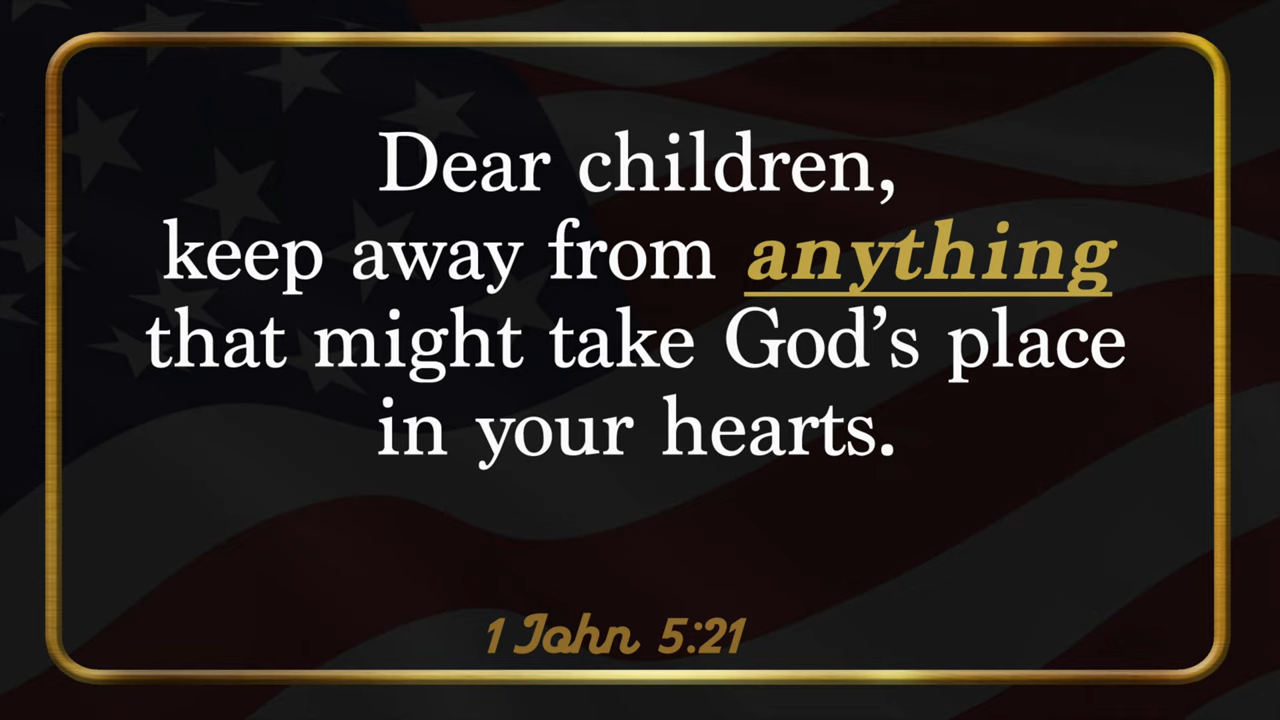 Dear children,
keep away from anything
that might take God’s place
in your hearts.
1 John 5:21